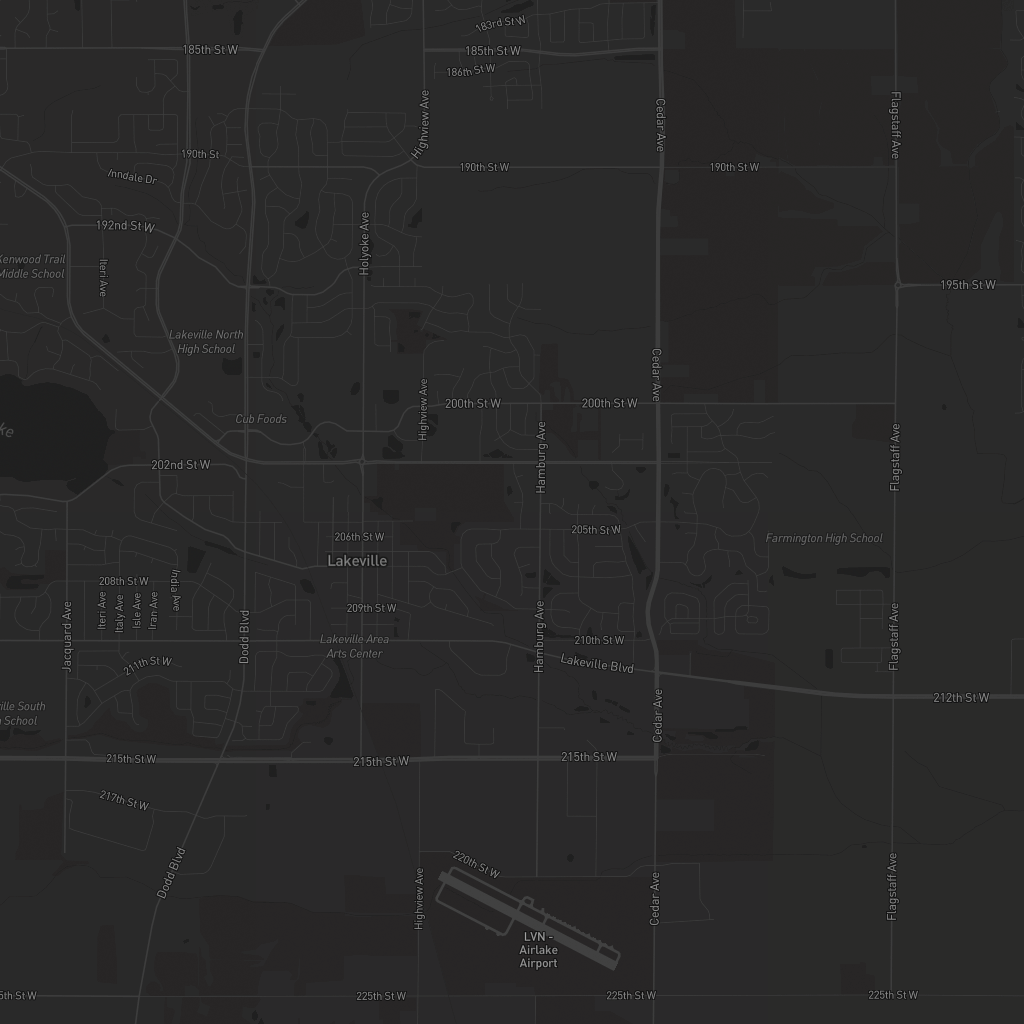 183rd St W
185th St W
185th St W
186th St W
Highview Ave
Cedar Ave
Flagstaff Ave
190th St
190th St W
190th St W
Inndale Dr
192nd St W
Holyoke Ave
Kenwood Trail
Middle School
Iteri Ave
195th St W
Lakeville North
High School
Cedar Ave
Highview Ave
200th St W
200th St W
Cub Foods
Hamburg Ave
Flagstaff Ave
202nd St W
206th St W
205th St W
Farmington High School
Lakeville
208th St W
India Ave
Iteri Ave
Italy Ave
Isle Ave
Iran Ave
209th St W
Jacquard Ave
Dodd Blvd
Hamburg Ave
Flagstaff Ave
Lakeville Area
Arts Center
210th St W
211th St W
Lakeville Blvd
212th St W
ville South
School
Cedar Ave
215th St W
215th St W
215th St W
217th St W
Dodd Blvd
220th St W
Highview Ave
Cedar Ave
Flagstaff Ave
LVN -
Airlake
Airport
5th St W
225th St W
225th St W
225th St W